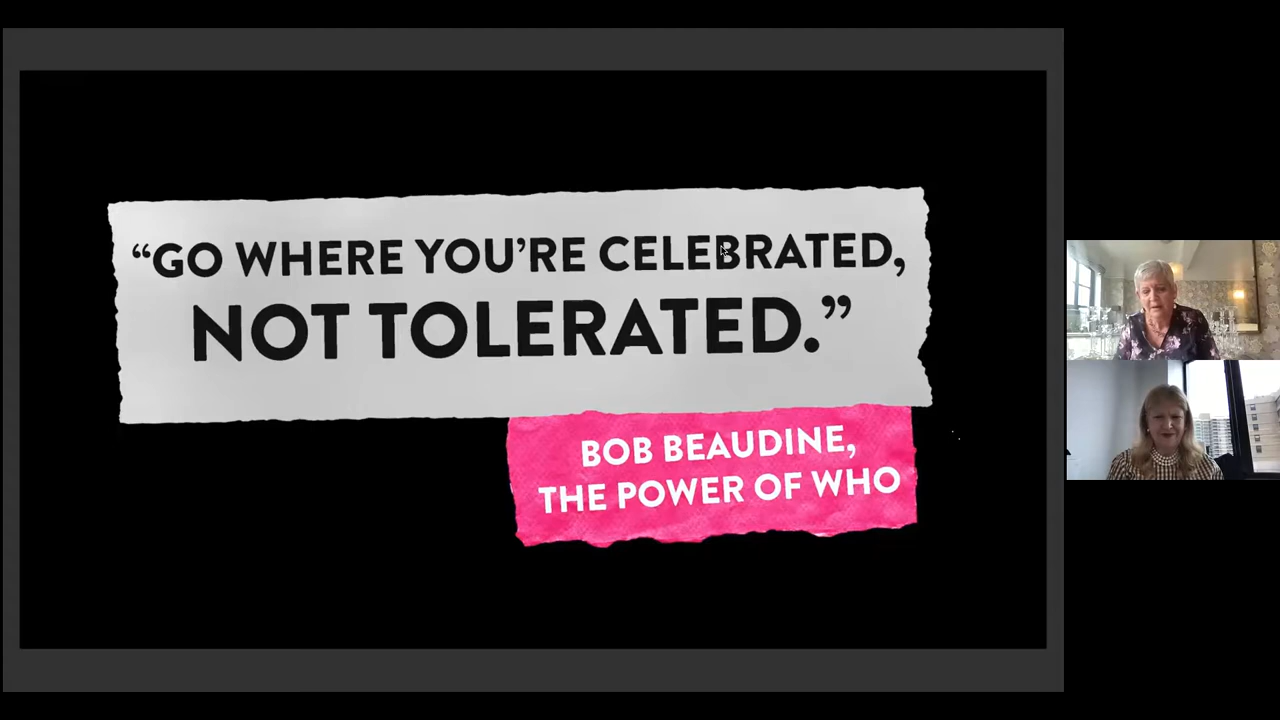 “GO WHERE YOU’RE CELEBRATED,
NOT TOLERATED.”
BOB BEAUDINE,
THE POWER OF WHO